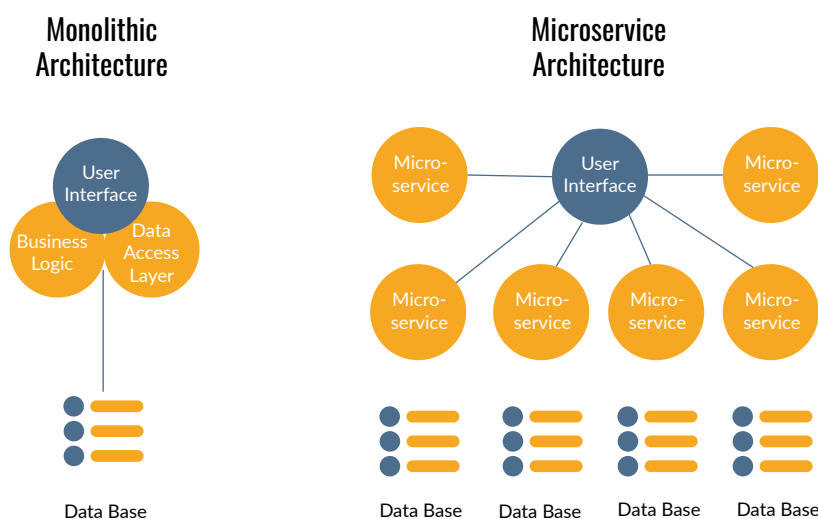 Monolithic
Architecture
User
Interface
Business
Logic
Data
Access
Layer
Data Base
Microservice
Architecture
Micro-
service
User
Interface
Micro-
service
Micro-
service
Micro-
service
Micro-
service
Micro-
service
Data Base
Data Base
Data Base
Data Base